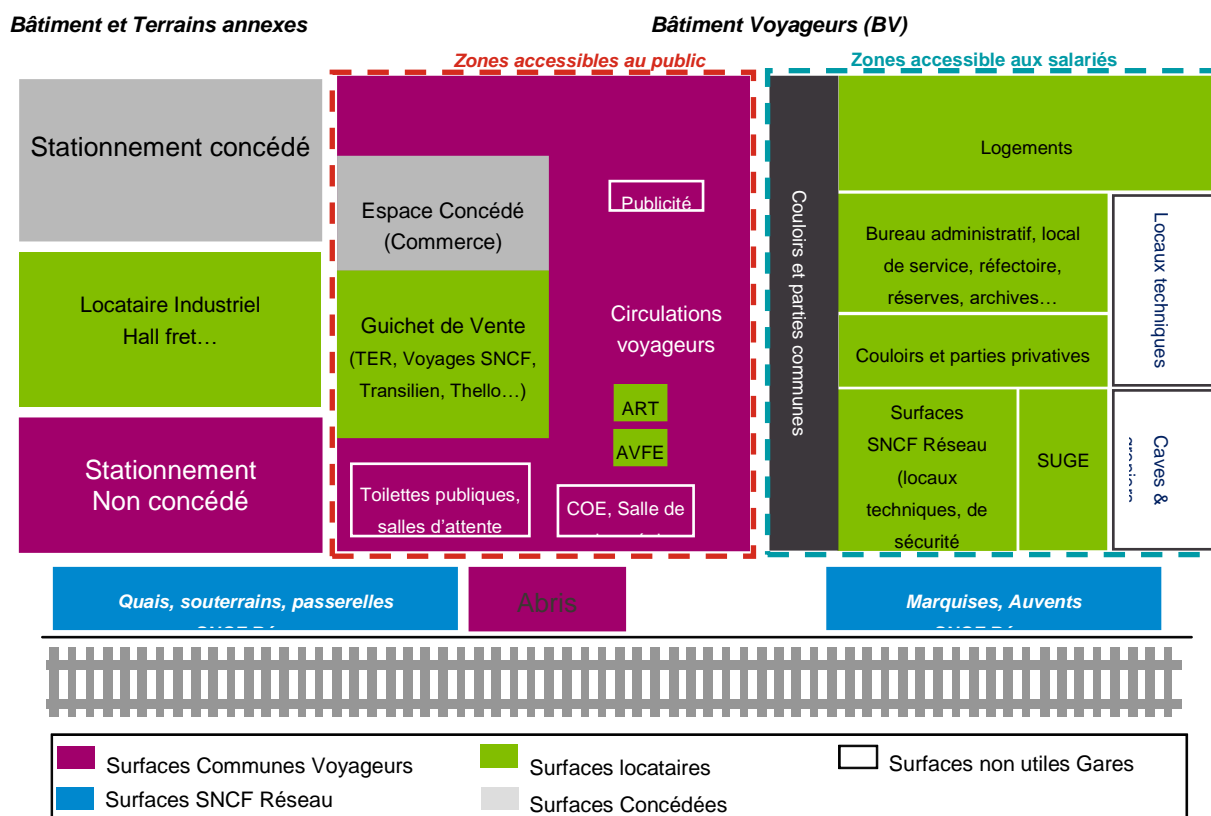 Bâtiment et Terrains annexes
Bâtiment Voyageurs (BV)
Zones accessibles au public
Zones accessible aux salariés
Stationnement concédé
Locataire Industriel
Hall fret…
Stationnement
Non concédé
Espace Concédé
(Commerce)
Guichet de Vente
(TER, Voyages SNCF,
Transilien, Thello…)
Toilettes publiques,
salles d’attente
Publicité
Circulations
voyageurs
ART
AVFE
COE, Salle de
Couloirs et parties communes
Logements
Bureau administratif, local
de service, réfectoire,
réserves, archives…
Couloirs et parties privatives
Surfaces
SNCF Réseau
(locaux
techniques, de
sécurité
SUGE
Locaux techniques
Caves &
Quais, souterrains, passerelles
Abris
Marquises, Auvents
Surfaces Communes Voyageurs
Surfaces locataires
Surfaces non utiles Gares
Surfaces SNCF Réseau
Surfaces Concédées